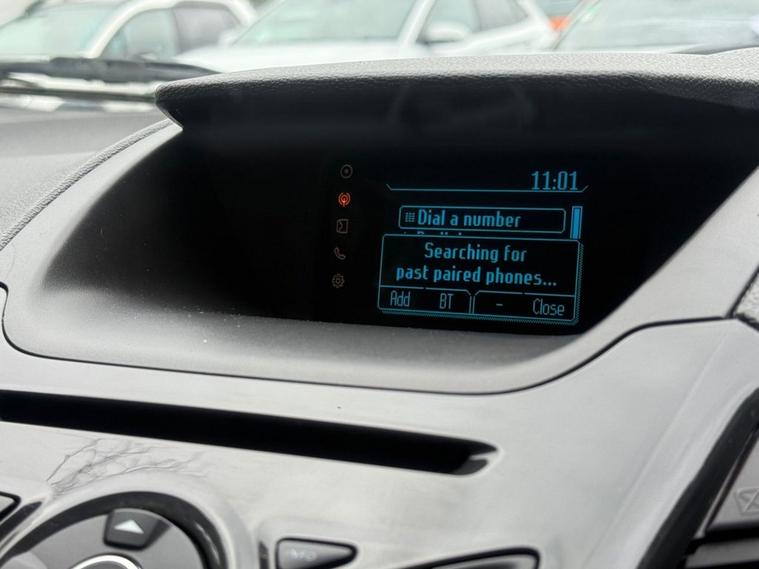 11:01
Dial a number
Searching for
past paired phones...
Add BT - Close